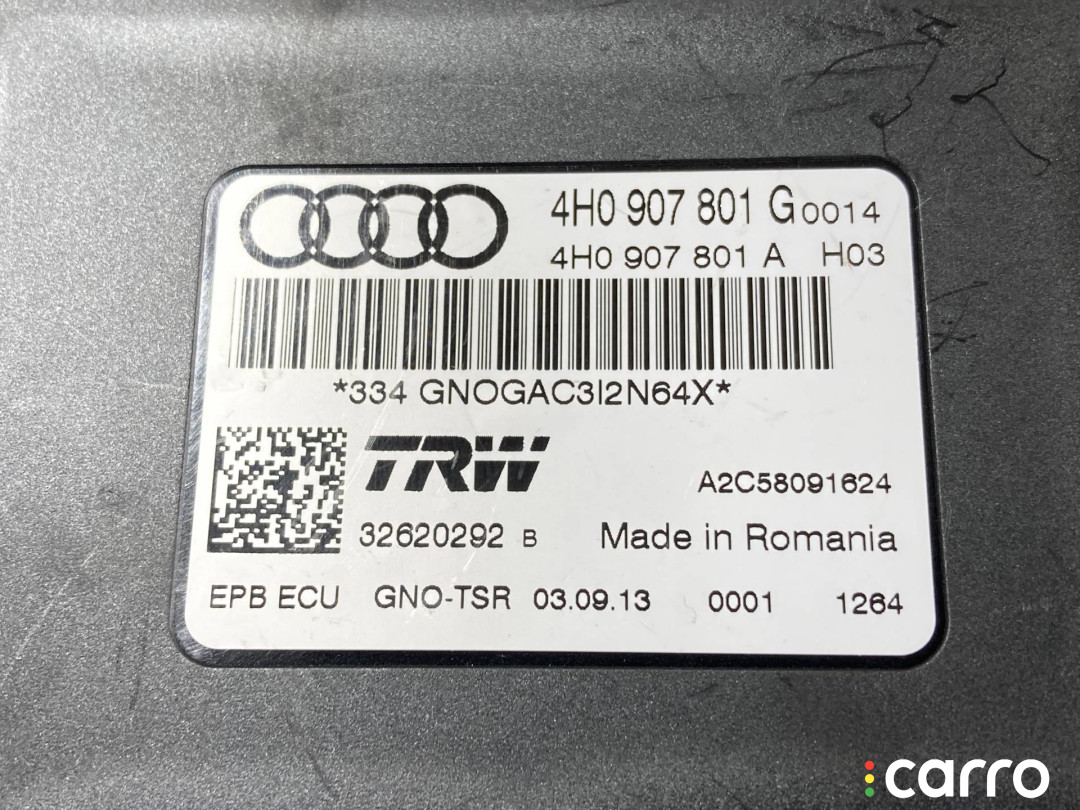 4H0 907 801 G 0014
4H0 907 801 A H03
*334 GNOGAC3I2N64X*
TRW
A2C58091624
32620292 B Made in Romania
EPB ECU GNO-TSR 03.09.13 0001 1264
carro